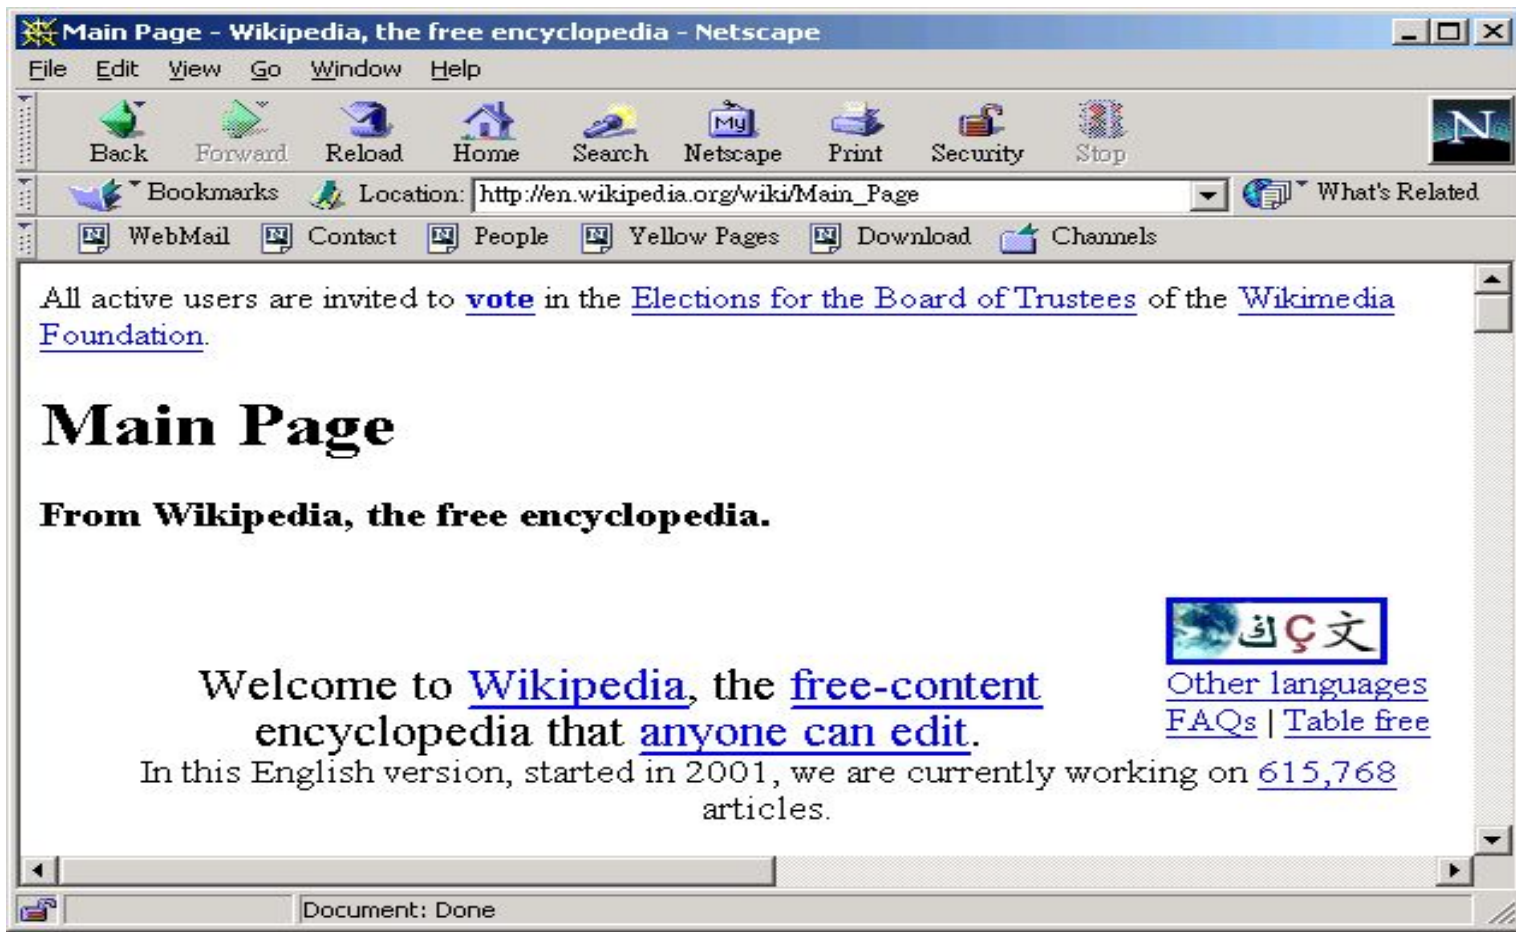 Main Page - Wikipedia, the free encyclopedia - Netscape
File Edit View Go Window Help
My N
Back Forward Reload Home Search Netscape Print Security Stop
Bookmarks Location: http://en.wikipedia.org/wiki/Main_Page What's Related
WebMail Contact People Yellow Pages Download Channels
All active users are invited to vote in the Elections for the Board of Trustees of the Wikimedia
Foundation.
Main Page
From Wikipedia, the free encyclopedia.
ڭ Ç 文
Welcome to Wikipedia, the free-content
encyclopedia that anyone can edit.
Other languages
FAQs | Table free
In this English version, started in 2001, we are currently working on 615,768
articles.
Document: Done